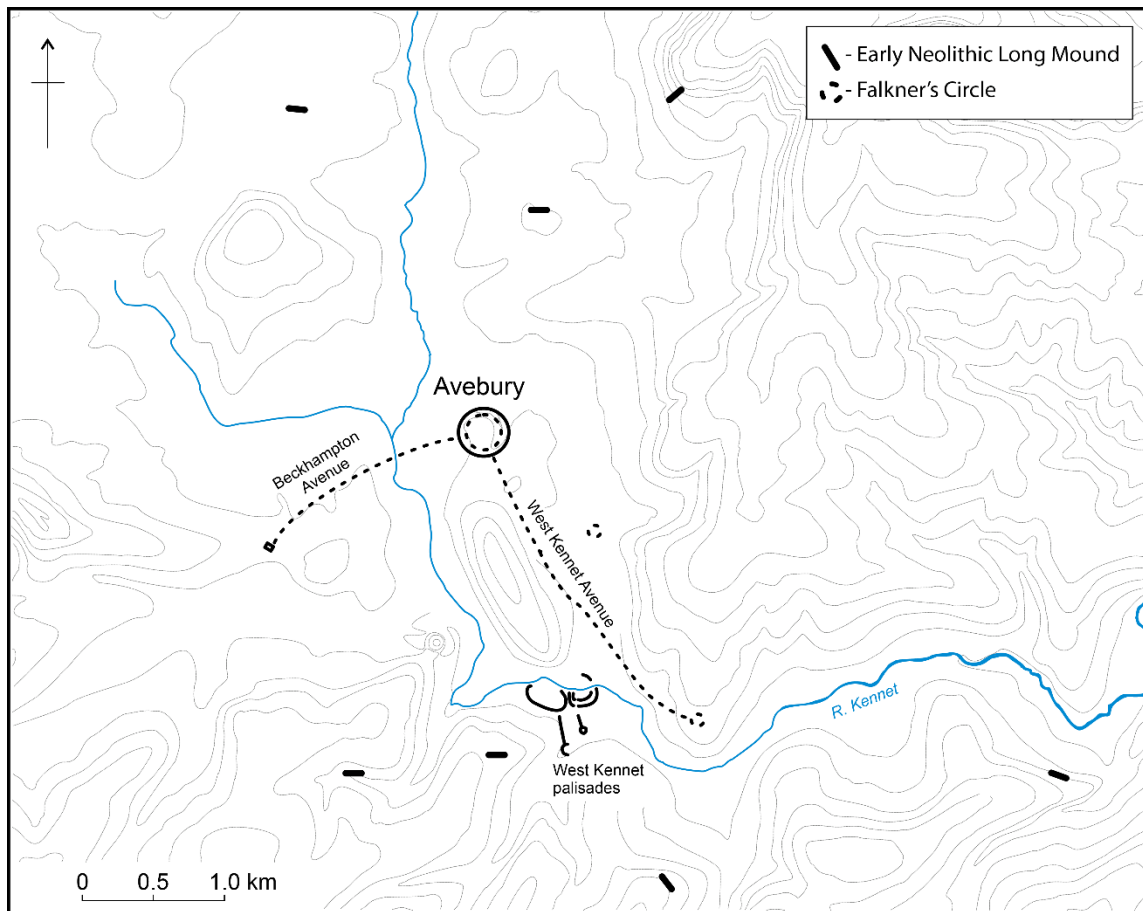 - Early Neolithic Long Mound
- Falkner's Circle
Avebury
Beckhampton
Avenue
West Kennet Avenue
R. Kennet
West Kennet
palisades
0 0.5 1.0 km